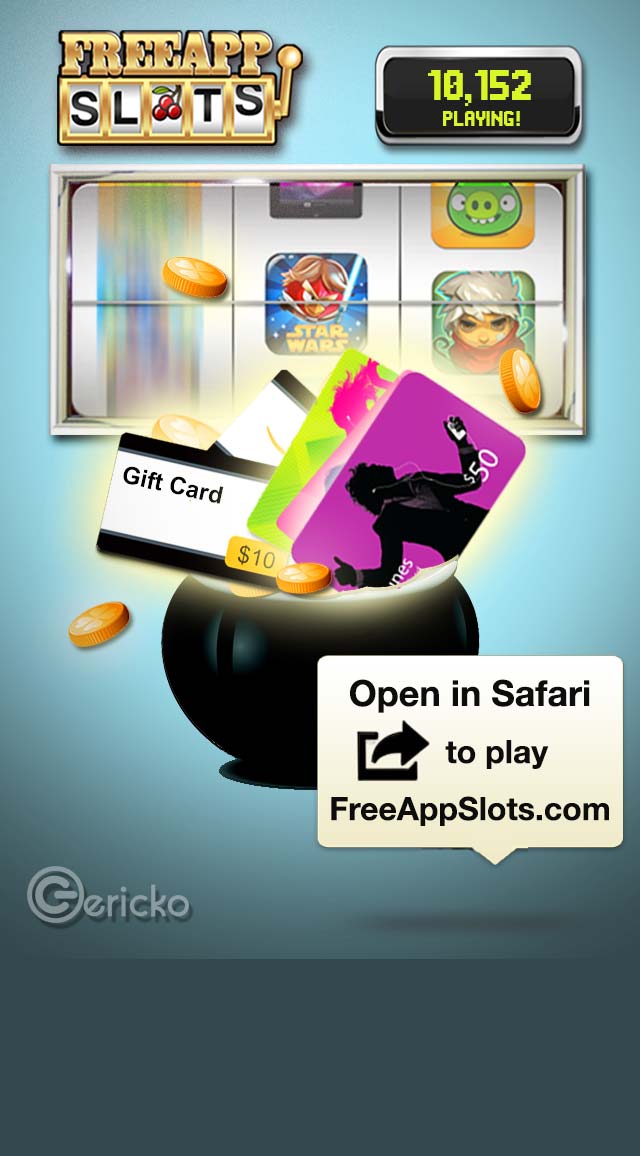 FREEAPP
SLOTS
10,152
PLAYING!
STAR
WARS
Gift Card
$10
$50
Open in Safari
to play
FreeAppSlots.com
Gericko